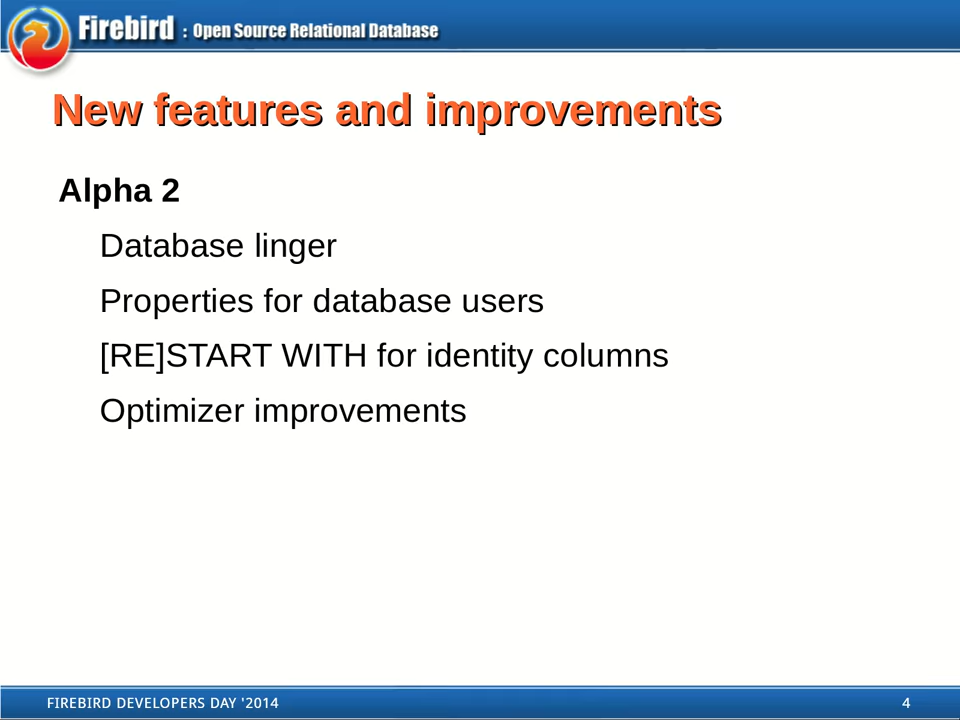 Firebird : Open Source Relational Database
New features and improvements
Alpha 2
Database linger
Properties for database users
[RE]START WITH for identity columns
Optimizer improvements
FIREBIRD DEVELOPERS DAY '2014
4